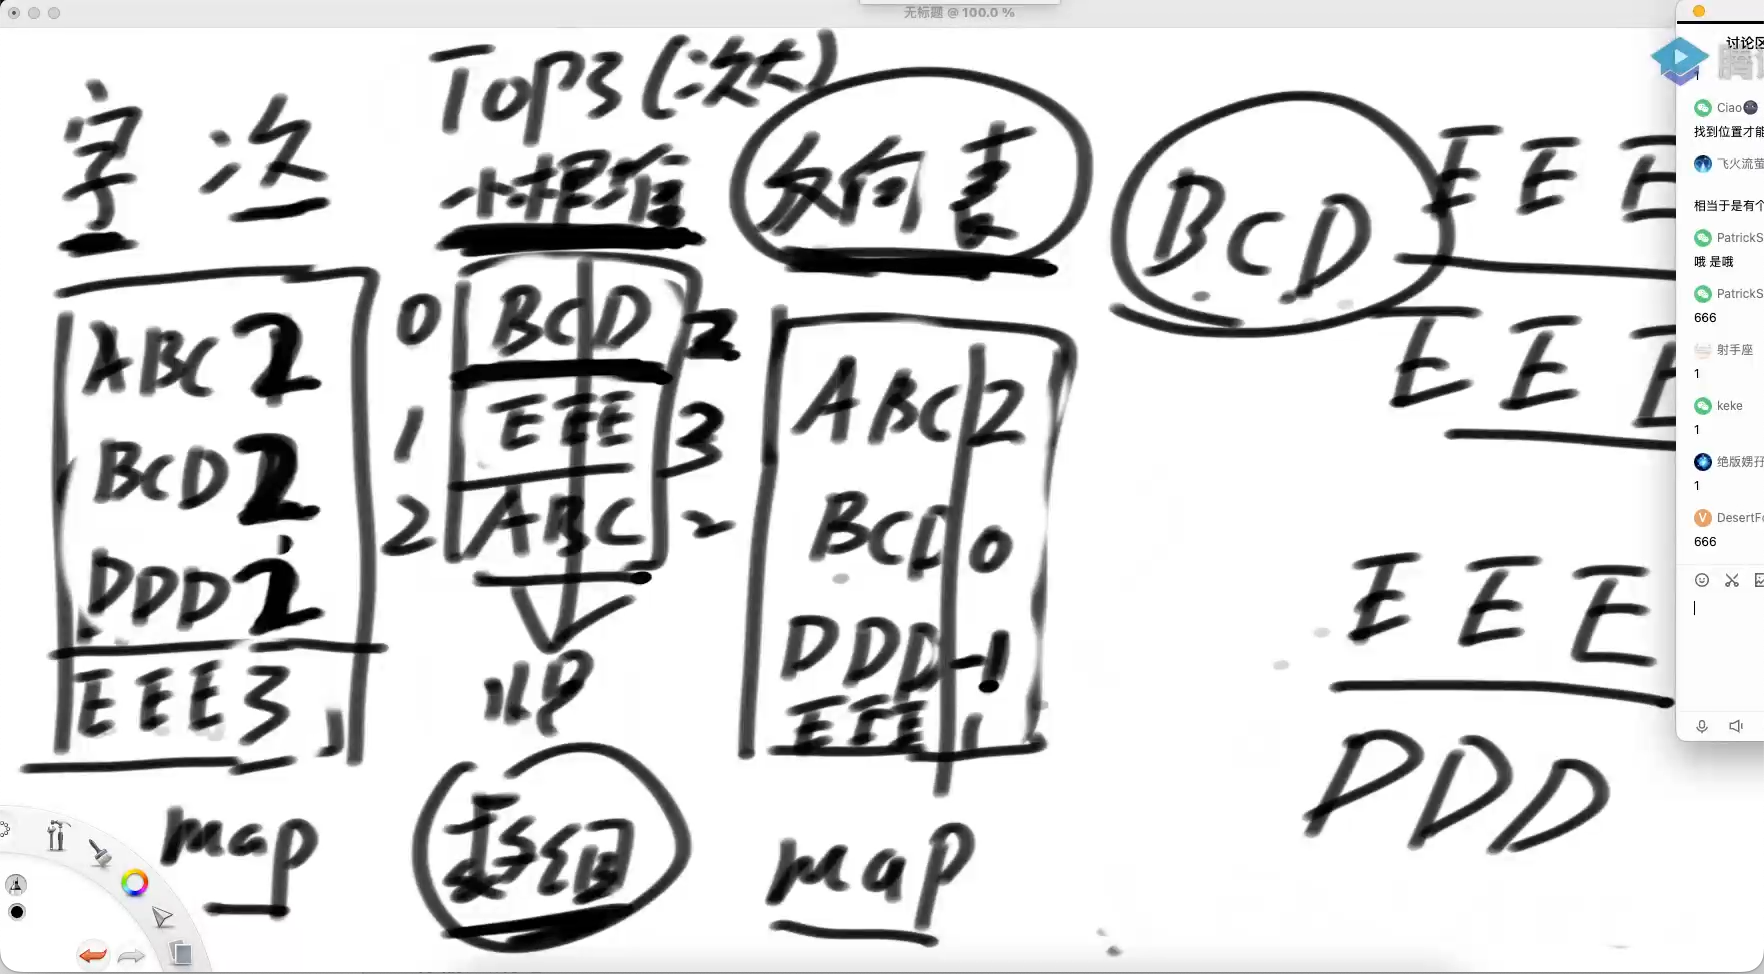 无标题 @ 100.0 %
Top3(次大)
字 次
小根堆
反向表
ABC 2
BCD 2
DDD 2
EEE 3
map
0 BCD 2
1 EEE 3
2 ABC 2
数组
ABC 2
BCD 0
DDD -1
EEE 1
map
BCD
EEE
EEE
EEE
DDD
讨论区
Ciao
找到位置才能
飞火流萤
相当于是有个
PatrickS
哦 是哦
PatrickS
666
射手座
1
keke
1
绝版娚孖
1
DesertFo
666